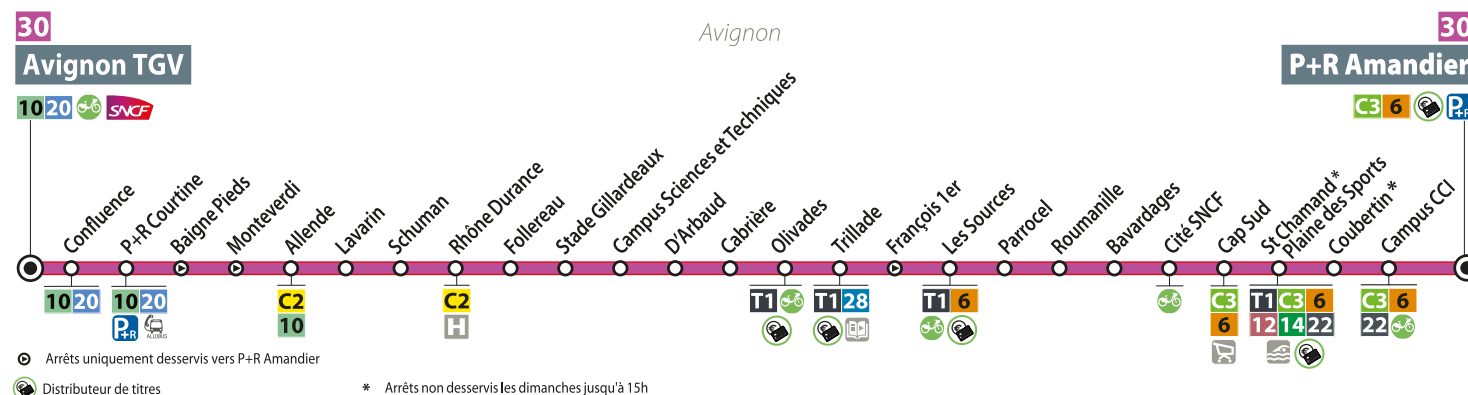 30
Avignon TGV
10 20 SNCF
Avignon
30
P+R Amandier
C3 6 P+R
Confluence
P+R Courtine
Baigne Pieds
Monteverdi
Allende
Lavarin
Schuman
Rhône Durance
Follereau
Stade Gillardeaux
Campus Sciences et Techniques
D'Arbaud
Cabrière
Olivades
Trillade
François 1er
Les Sources
Parrocel
Roumanille
Bavardages
Cité SNCF
Cap Sud
St Chamand *
Plaine des Sports
Coubertin *
Campus CCI
10 20
10 20
P+R ALLOBUS
C2
10
C2
H
T1
T1 28
T1 6
C3
6
T1 C3 6
12 14 22
C3 6
22
Arrêts uniquement desservis vers P+R Amandier
Distributeur de titres
* Arrêts non desservis les dimanches jusqu'à 15h